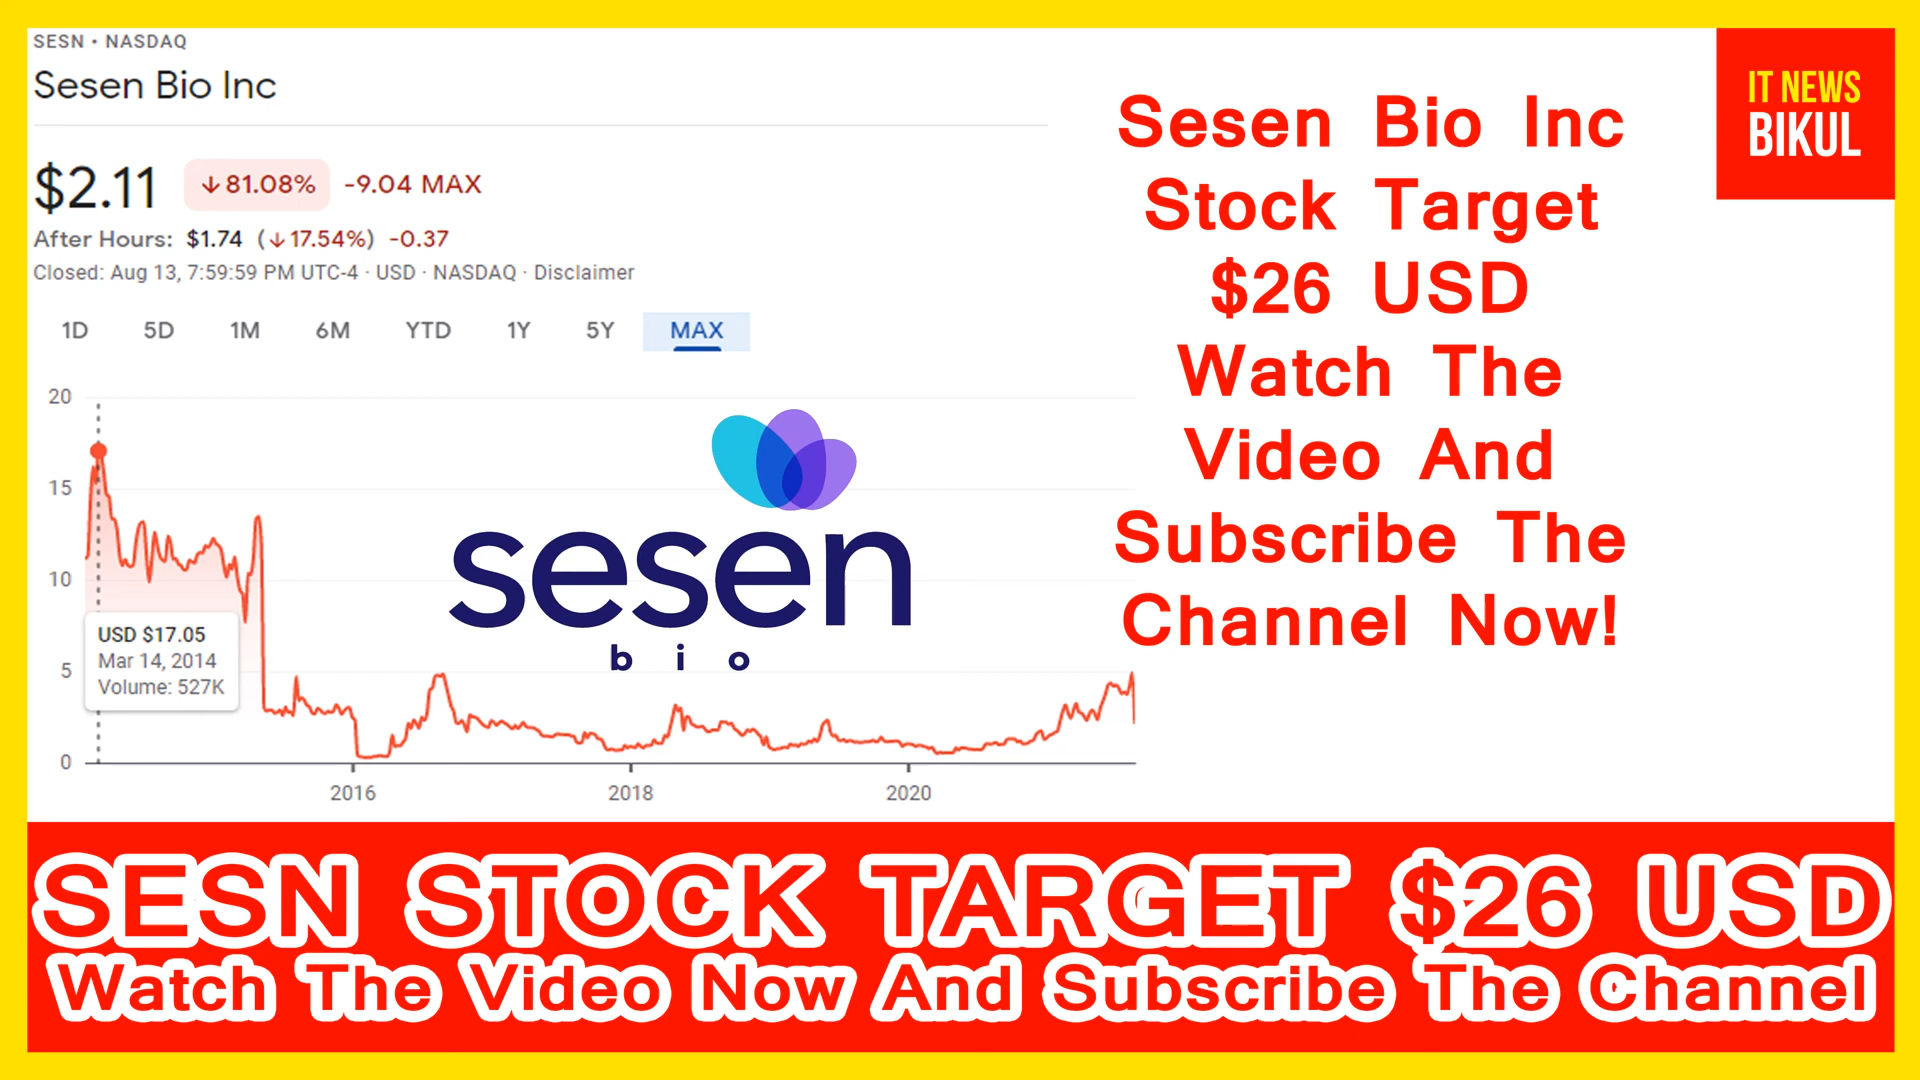 SESN • NASDAQ
Sesen Bio Inc
$2.11 ↓81.08% -9.04 MAX
After Hours: $1.74 (↓17.54%) -0.37
Closed: Aug 13, 7:59:59 PM UTC-4 · USD · NASDAQ · Disclaimer
1D 5D 1M 6M YTD 1Y 5Y MAX
20
15
10
5
0
USD $17.05
Mar 14, 2014
Volume: 527K
2016 2018 2020
sesen
bio
Sesen Bio Inc
Stock Target
$26 USD
Watch The
Video And
Subscribe The
Channel Now!
IT NEWS
BIKUL
SESN STOCK TARGET $26 USD
Watch The Video Now And Subscribe The Channel